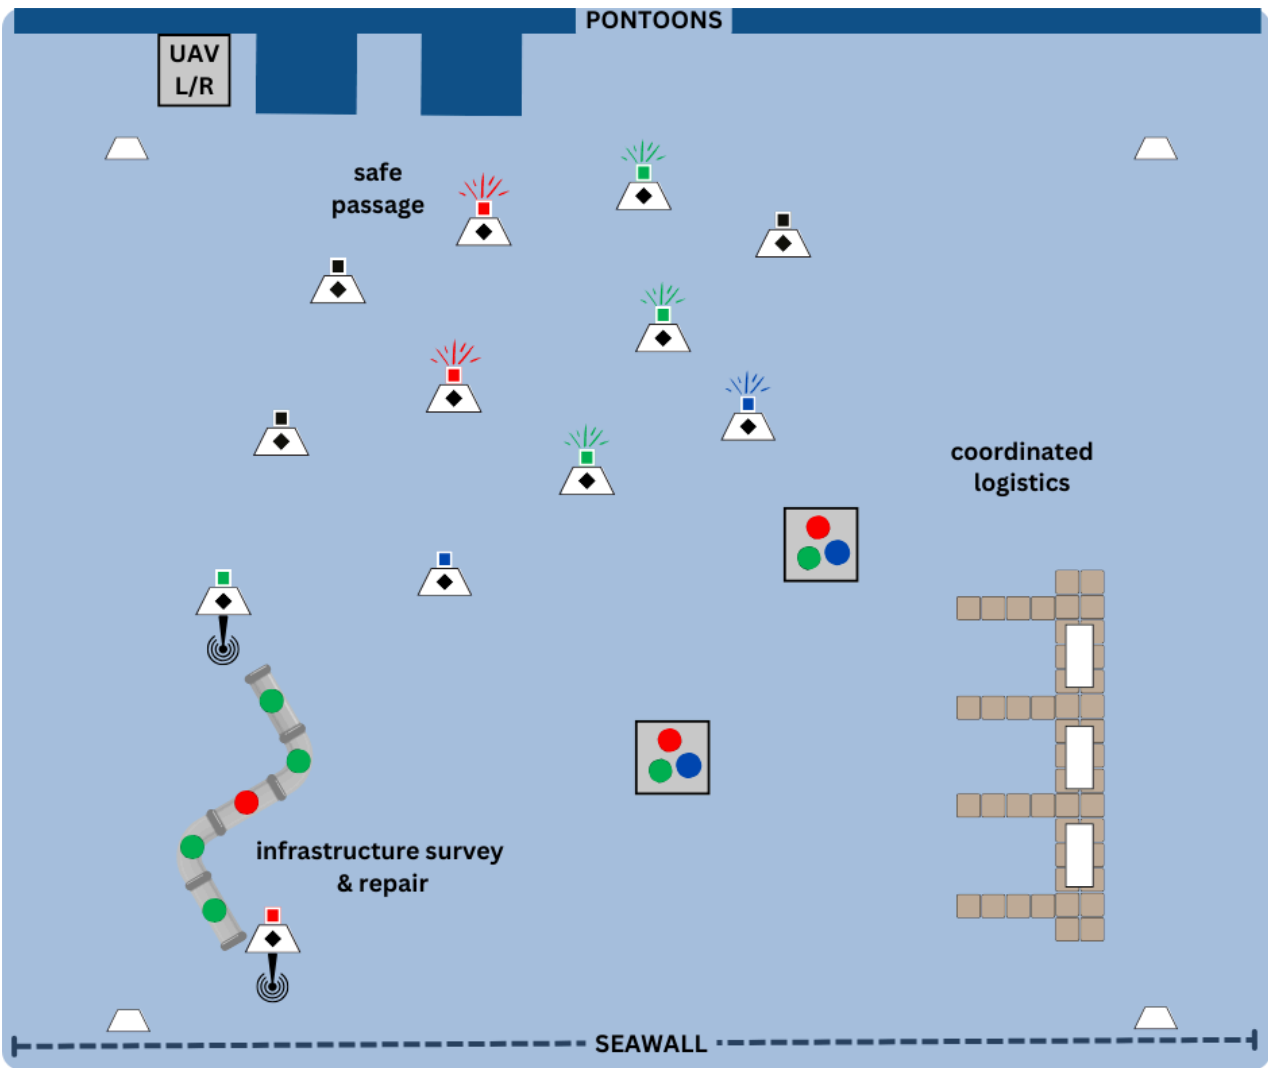 PONTOONS
UAV
L/R
safe
passage
coordinated
logistics
infrastructure survey
& repair
SEAWALL